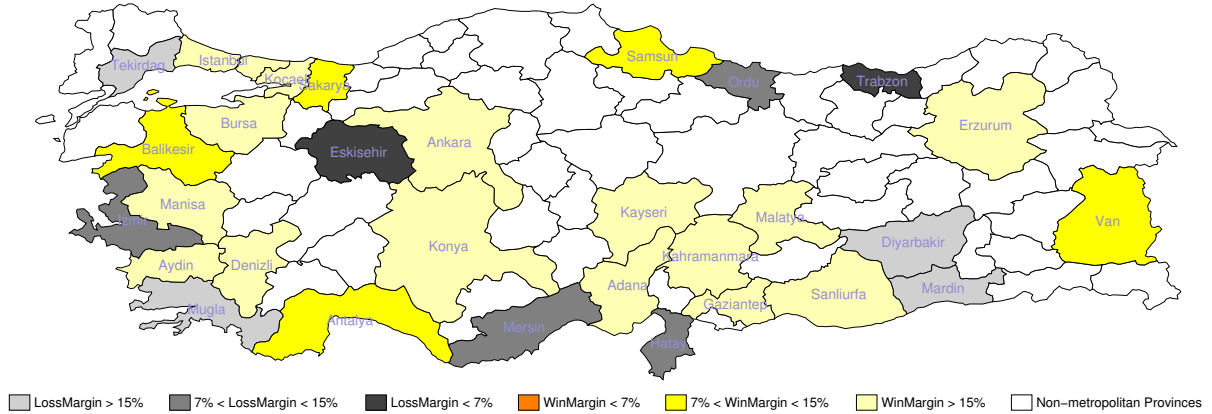 Samsun
Istanbul
Tekirdag
Kocaeli
Sakarya
Ordu
Trabzon
Bursa
Erzurum
Ankara
Balikesir
Eskisehir
Manisa
Kayseri
Malatya
Izmir
Van
Konya
Diyarbakir
Kahramanmara
Aydin
Denizli
Adana
Sanliurfa
Mardin
Gaziantep
Mugla
Antalya
Mersin
Hatay
LossMargin > 15% 7% < LossMargin < 15% LossMargin < 7% WinMargin < 7% 7% < WinMargin < 15% WinMargin > 15% Non−metropolitan Provinces